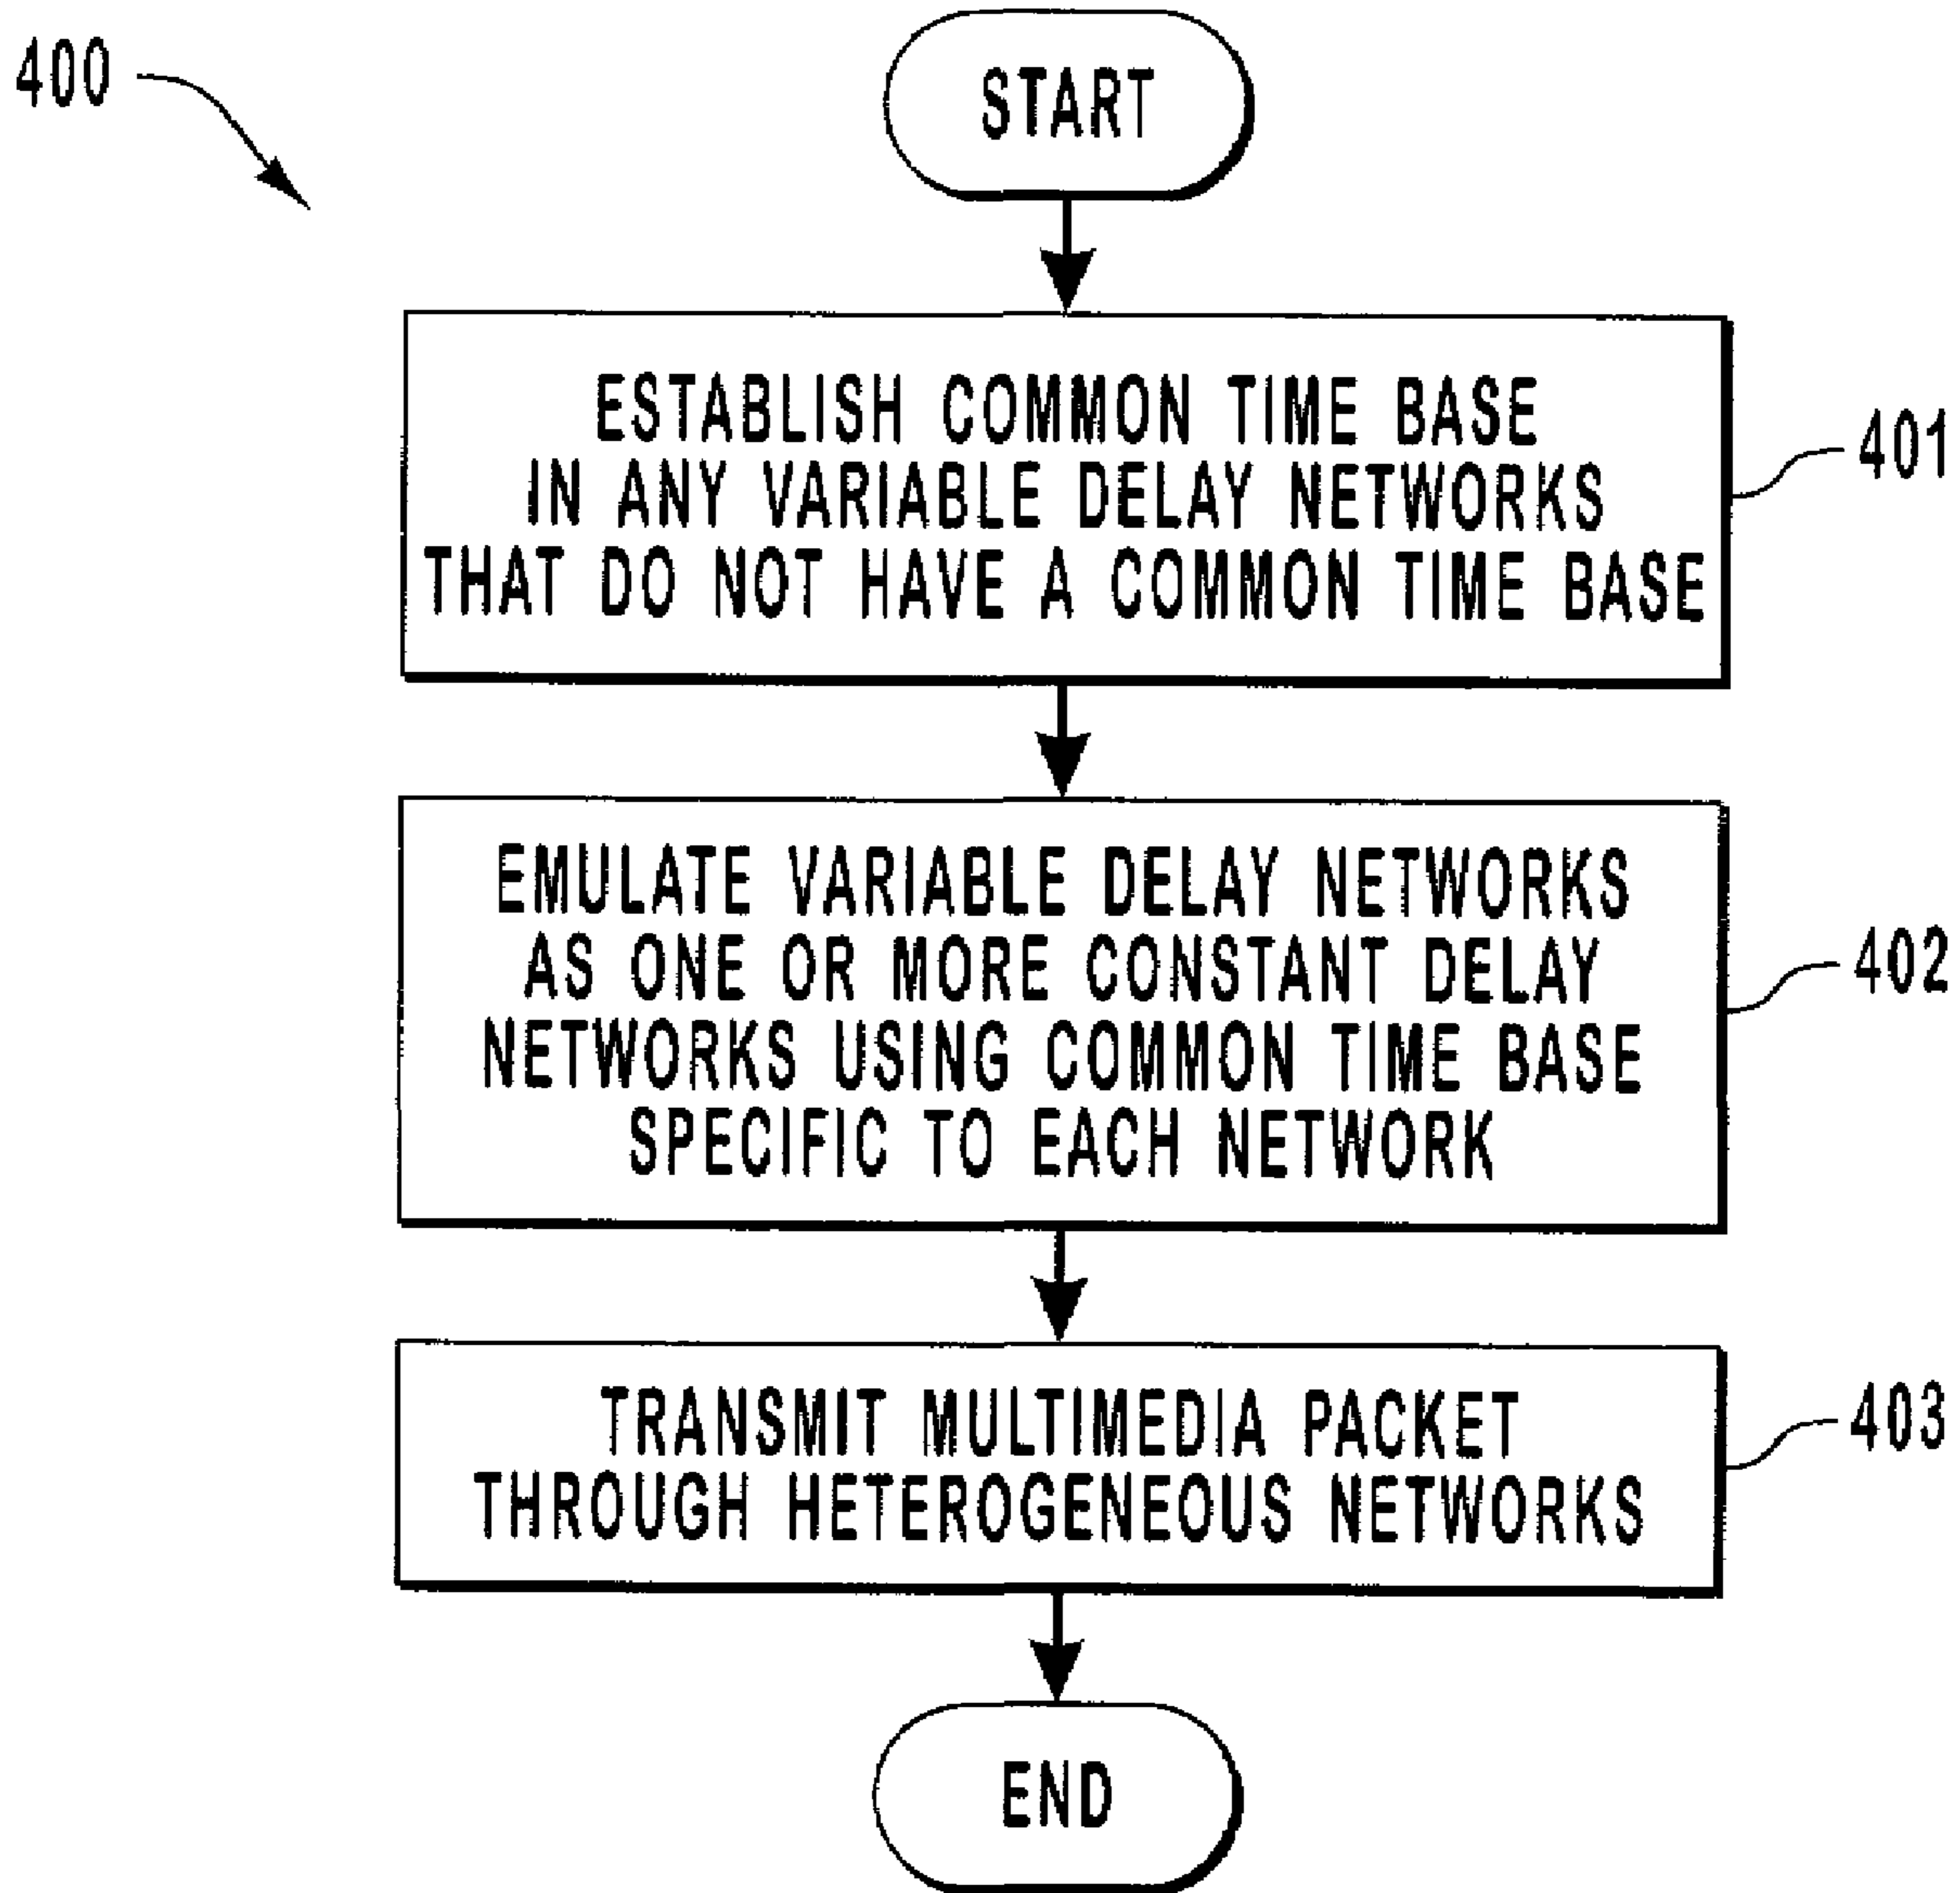 400
START
ESTABLISH COMMON TIME BASE
IN ANY VARIABLE DELAY NETWORKS
THAT DO NOT HAVE A COMMON TIME BASE
401
EMULATE VARIABLE DELAY NETWORKS
AS ONE OR MORE CONSTANT DELAY
NETWORKS USING COMMON TIME BASE
SPECIFIC TO EACH NETWORK
402
TRANSMIT MULTIMEDIA PACKET
THROUGH HETEROGENEOUS NETWORKS
403
END